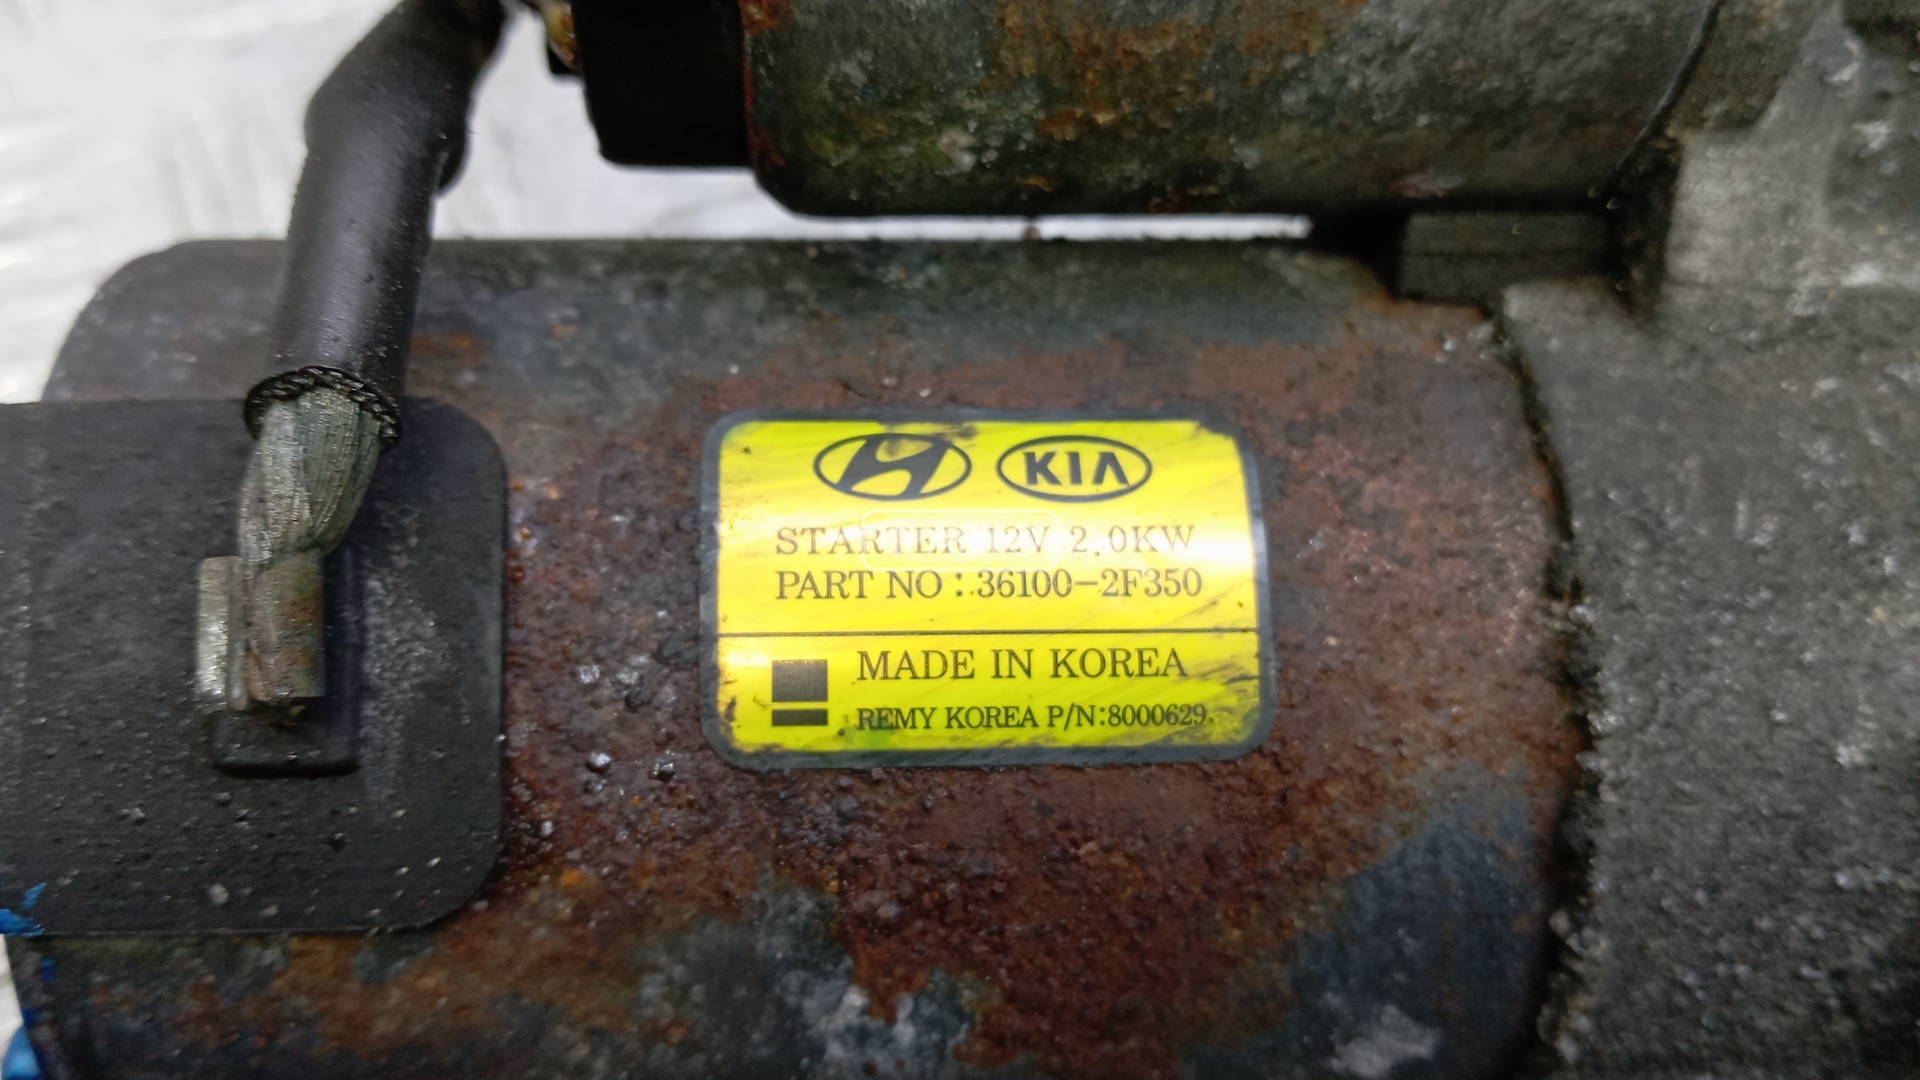 KIA
STARTER 12V 2.0KW
PART NO : 36100-2F350
MADE IN KOREA
REMY KOREA P/N:8000629